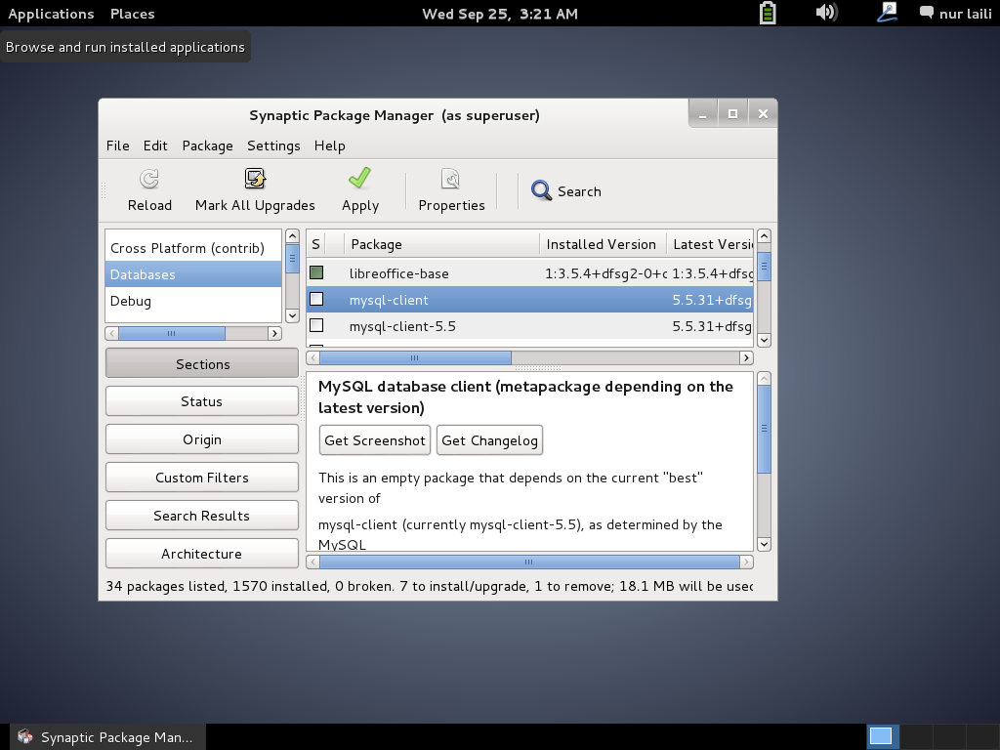 Applications Places Wed Sep 25, 3:21 AM nur laili
Browse and run installed applications
Synaptic Package Manager (as superuser)
File Edit Package Settings Help
Reload Mark All Upgrades Apply Properties Search
Cross Platform (contrib)
Databases
Debug
S Package Installed Version Latest Versi
libreoffice-base 1:3.5.4+dfsg2-0+c 1:3.5.4+dfsg
mysql-client 5.5.31+dfsg
mysql-client-5.5 5.5.31+dfsg
Sections
Status
Origin
Custom Filters
Search Results
Architecture
MySQL database client (metapackage depending on the
latest version)
Get Screenshot Get Changelog
This is an empty package that depends on the current "best"
version of
mysql-client (currently mysql-client-5.5), as determined by the
MySQL
34 packages listed, 1570 installed, 0 broken. 7 to install/upgrade, 1 to remove; 18.1 MB will be used
Synaptic Package Man...